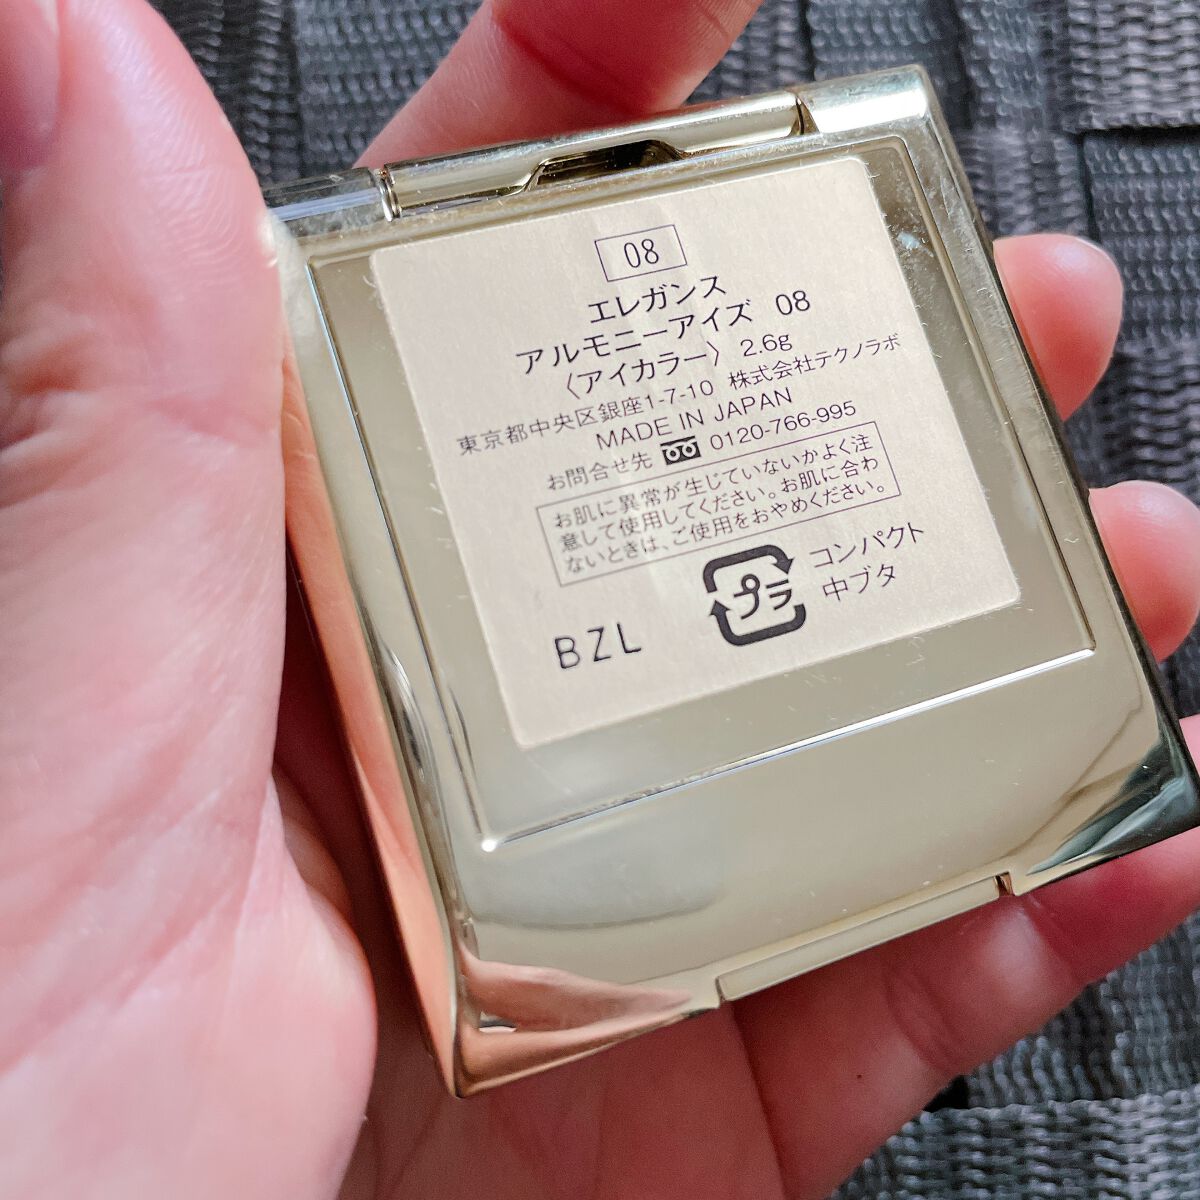 08
エレガンス
アルモニーアイズ 08
〈アイカラー〉 2.6g
東京都中央区銀座1-7-10 株式会社テクノラボ
MADE IN JAPAN
お問合せ先 0120-766-995
お肌に異常が生じていないかよく注
意して使用してください。お肌に合わ
ないときは、ご使用をおやめください。
プラ
コンパクト
中ブタ
BZL